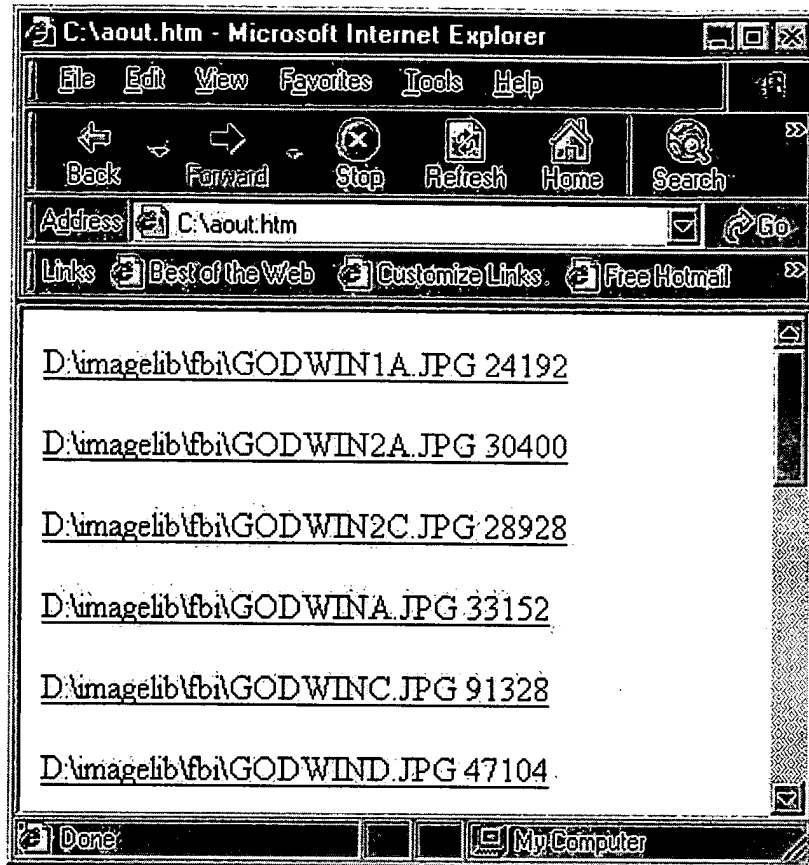 C:\aout.htm - Microsoft Internet Explorer
File Edit View Favorites Tools Help
Back Forward Stop Refresh Home Search »
Address C:\aout.htm Go
Links Best of the Web Customize Links Free Hotmail »
D:\imagelib\fbi\GODWIN1A.JPG 24192
D:\imagelib\fbi\GODWIN2A.JPG 30400
D:\imagelib\fbi\GODWIN2C.JPG 28928
D:\imagelib\fbi\GODWINA.JPG 33152
D:\imagelib\fbi\GODWINC.JPG 91328
D:\imagelib\fbi\GODWIND.JPG 47104
Done My Computer